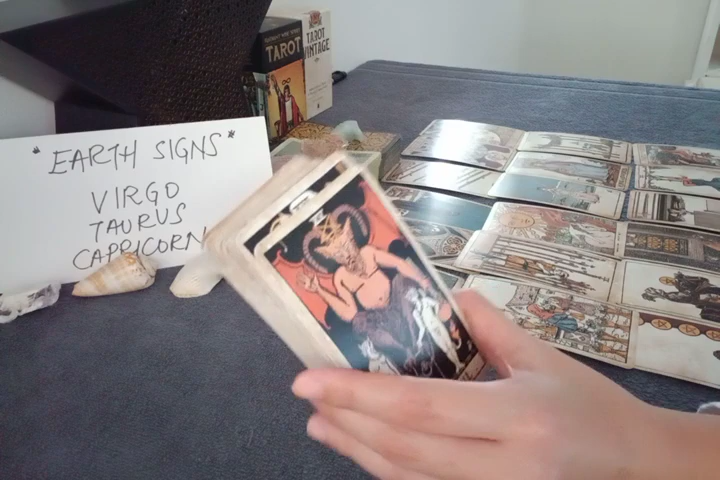 " EARTH SIGNS "
VIRGO
TAURUS
CAPRICORN
TAROT
TAROT
VINTAGE